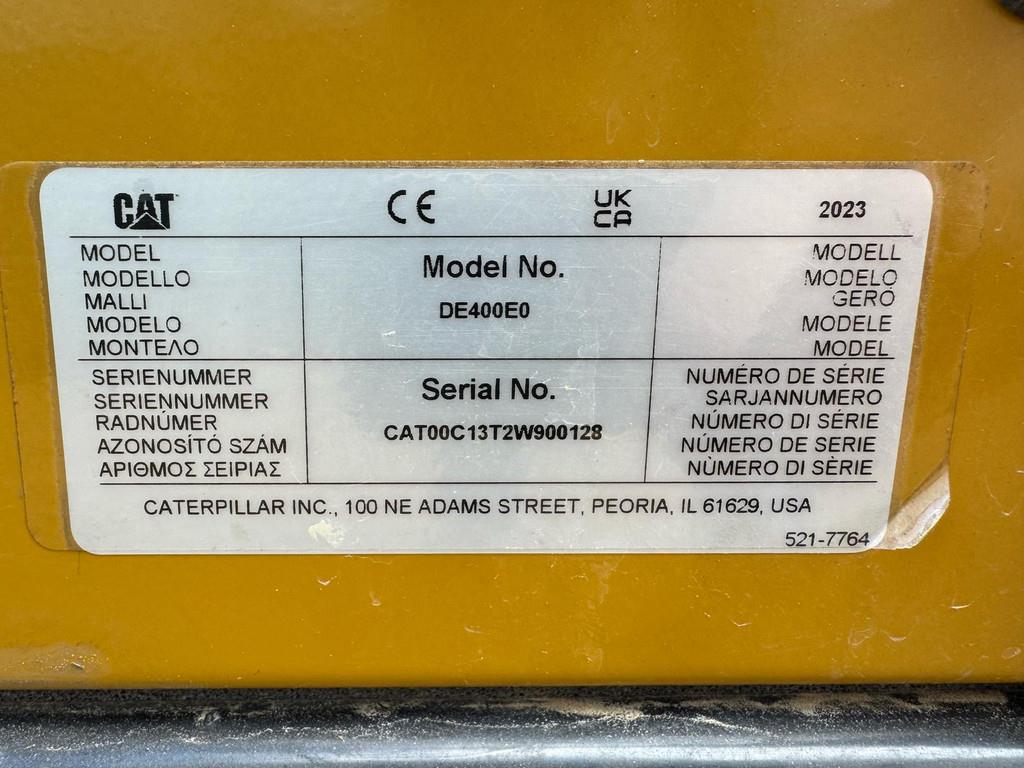 CAT CE UK CA 2023
MODEL
MODELLO
MALLI
MODELO
ΜΟΝΤΕΛΟ
Model No.
DE400E0
MODELL
MODELO
GERÓ
MODELE
MODEL
SERIENUMMER
SERIENNUMMER
RADNÚMER
AZONOSÍTÓ SZÁM
ΑΡΙΘΜΟΣ ΣΕΙΡΙΑΣ
Serial No.
CAT00C13T2W900128
NUMÉRO DE SÉRIE
SARJANNUMERO
NÚMERO DI SÉRIE
NÚMERO DE SERIE
NÙMERO DI SÈRIE
CATERPILLAR INC., 100 NE ADAMS STREET, PEORIA, IL 61629, USA
521-7764